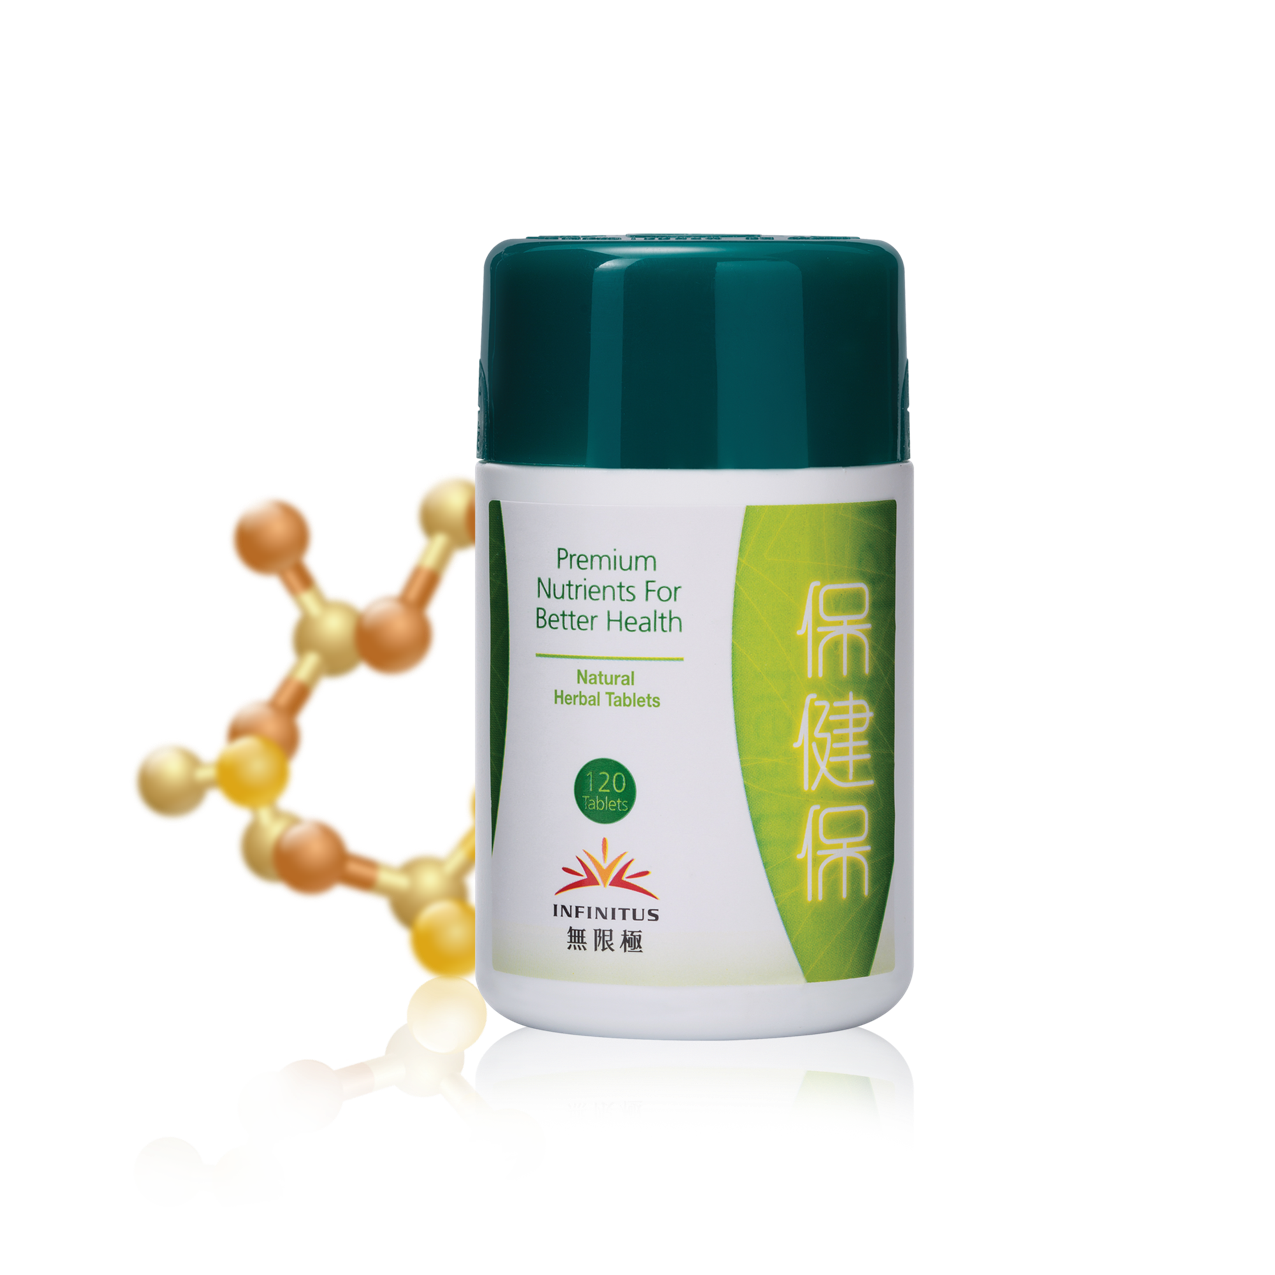 Premium
Nutrients For
Better Health
Natural
Herbal Tablets
120
Tablets
INFINITUS
無限極
保健保